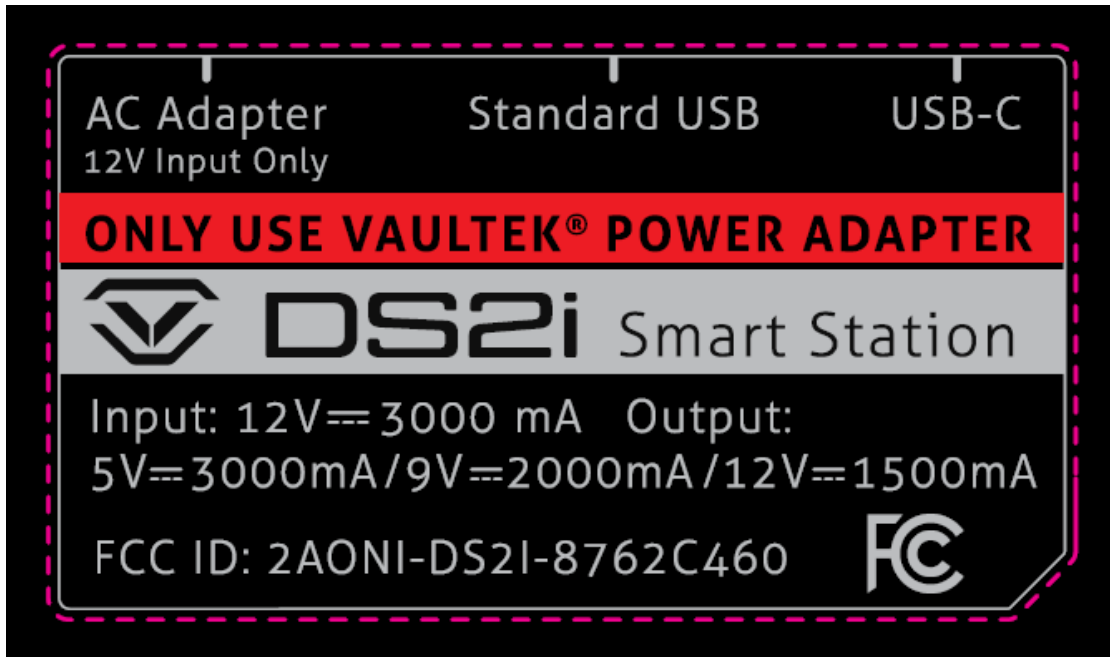 AC Adapter Standard USB USB-C
12V Input Only
ONLY USE VAULTEK® POWER ADAPTER
DS2i Smart Station
Input: 12V⎓3000 mA Output:
5V⎓3000mA/9V⎓2000mA/12V⎓1500mA
FCC ID: 2AONI-DS2I-8762C460 FC